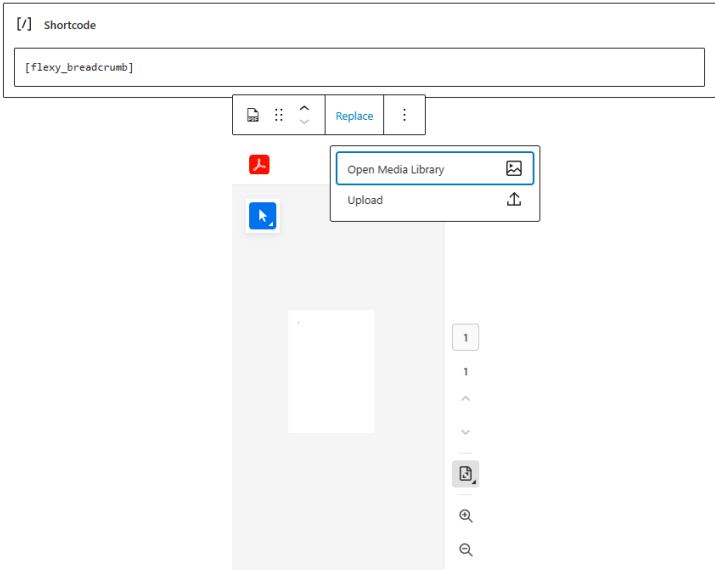 [/] Shortcode
[flexy_breadcrumb]
Replace
Open Media Library
Upload
1
1